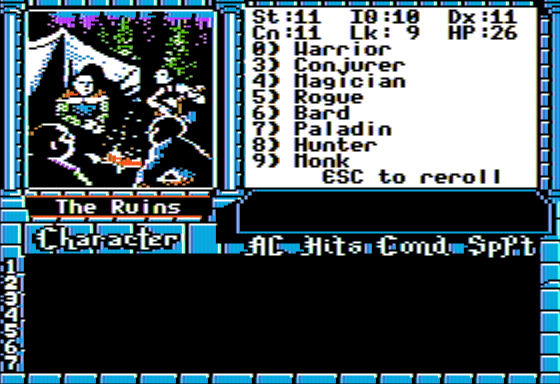 St:11 IQ:10 Dx:11
Cn:11 Lk: 9 HP:26
0) Warrior
3) Conjurer
4) Magician
5) Rogue
6) Bard
7) Paladin
8) Hunter
9) Monk
ESC to reroll
The Ruins
Character AC Hits Cond SpPt
1
2
3
4
5
6
7